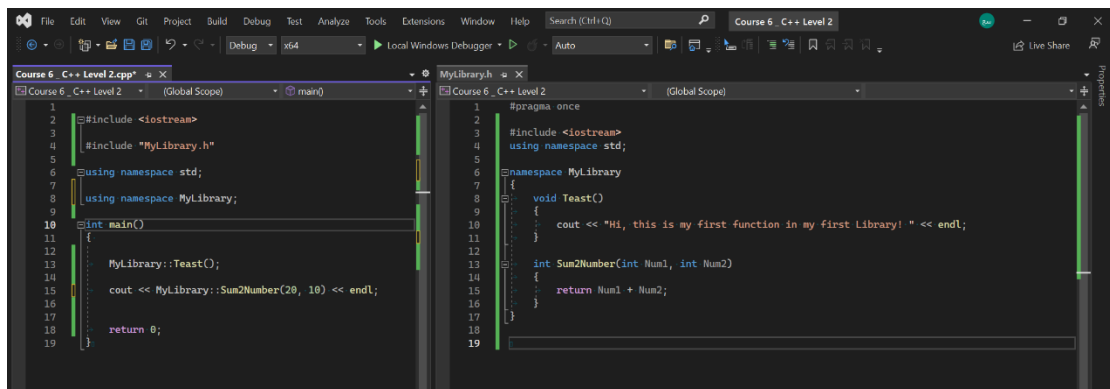 File Edit View Git Project Build Debug Test Analyze Tools Extensions Window Help Search (Ctrl+Q) Course 6 _ C++ Level 2
Debug x64 Local Windows Debugger Auto Live Share
Course 6 _ C++ Level 2.cpp*
Course 6 _ C++ Level 2 (Global Scope) main()
1
2 #include <iostream>
3
4 #include "MyLibrary.h"
5
6 using namespace std;
7
8 using namespace MyLibrary;
9
10 int main()
11 {
12
13 MyLibrary::Teast();
14
15 cout << MyLibrary::Sum2Number(20, 10) << endl;
16
17
18 return 0;
19 }
MyLibrary.h
Course 6 _ C++ Level 2 (Global Scope)
1 #pragma once
2
3 #include <iostream>
4 using namespace std;
5
6 namespace MyLibrary
7 {
8 void Teast()
9 {
10 cout << "Hi, this is my first function in my first Library! " << endl;
11 }
12
13 int Sum2Number(int Num1, int Num2)
14 {
15 return Num1 + Num2;
16 }
17 }
18
19
Properties